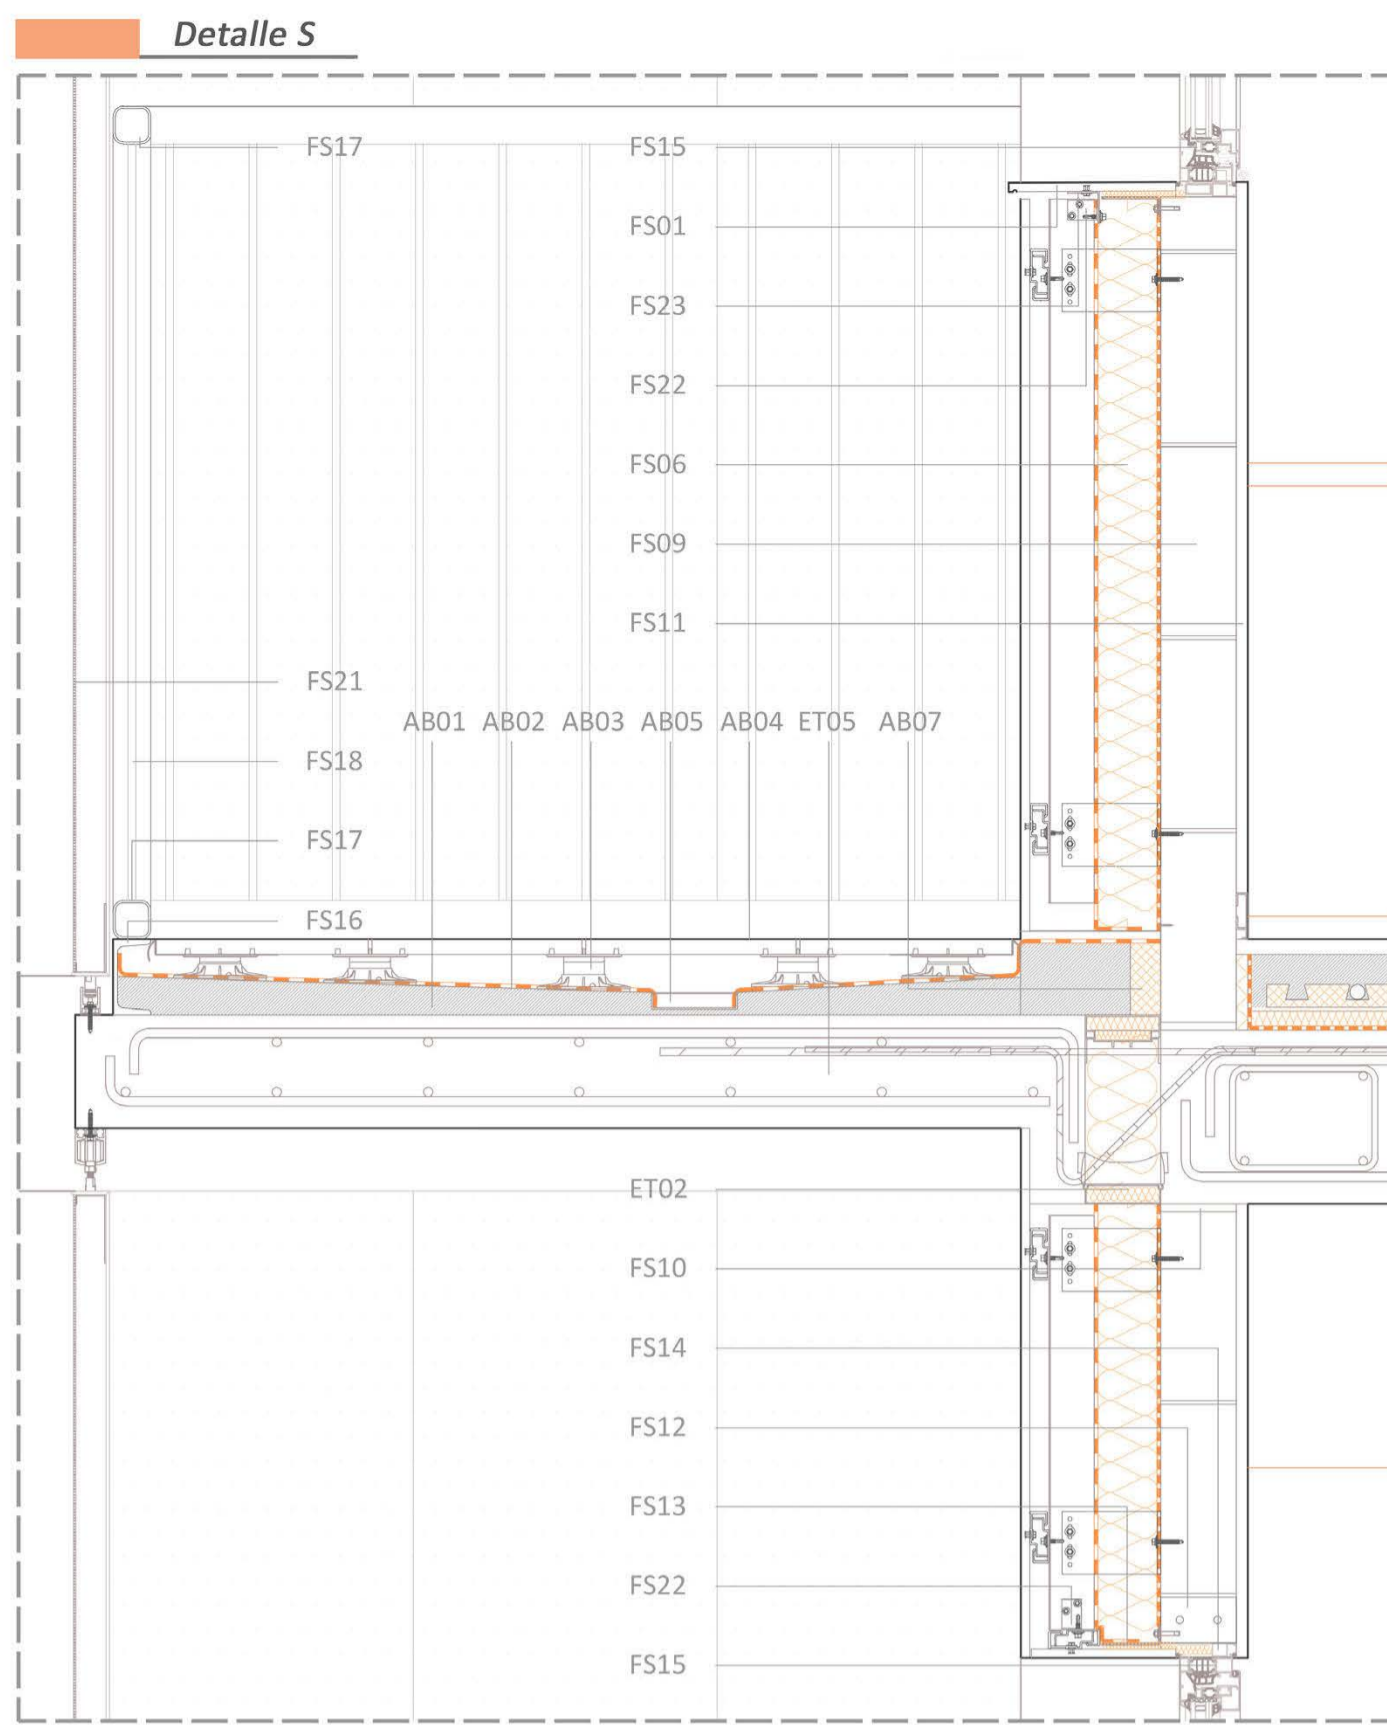 Detalle S
FS17
FS15
FS01
FS23
FS22
FS06
FS09
FS11
FS21
AB01 AB02 AB03 AB05 AB04 ET05 AB07
FS18
FS17
FS16
ET02
FS10
FS14
FS12
FS13
FS22
FS15